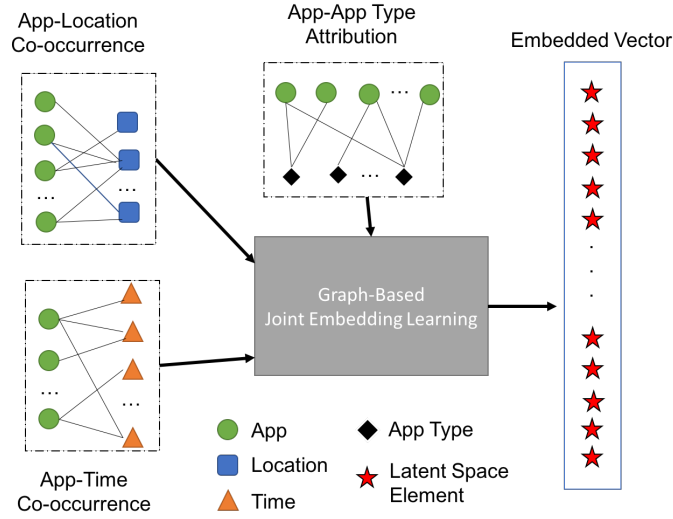 App-Location
Co-occurrence
App-App Type
Attribution
Embedded Vector
...
...
...
Graph-Based
Joint Embedding Learning
...
...
App
App Type
Location
Latent Space
Element
Time
App-Time
Co-occurrence